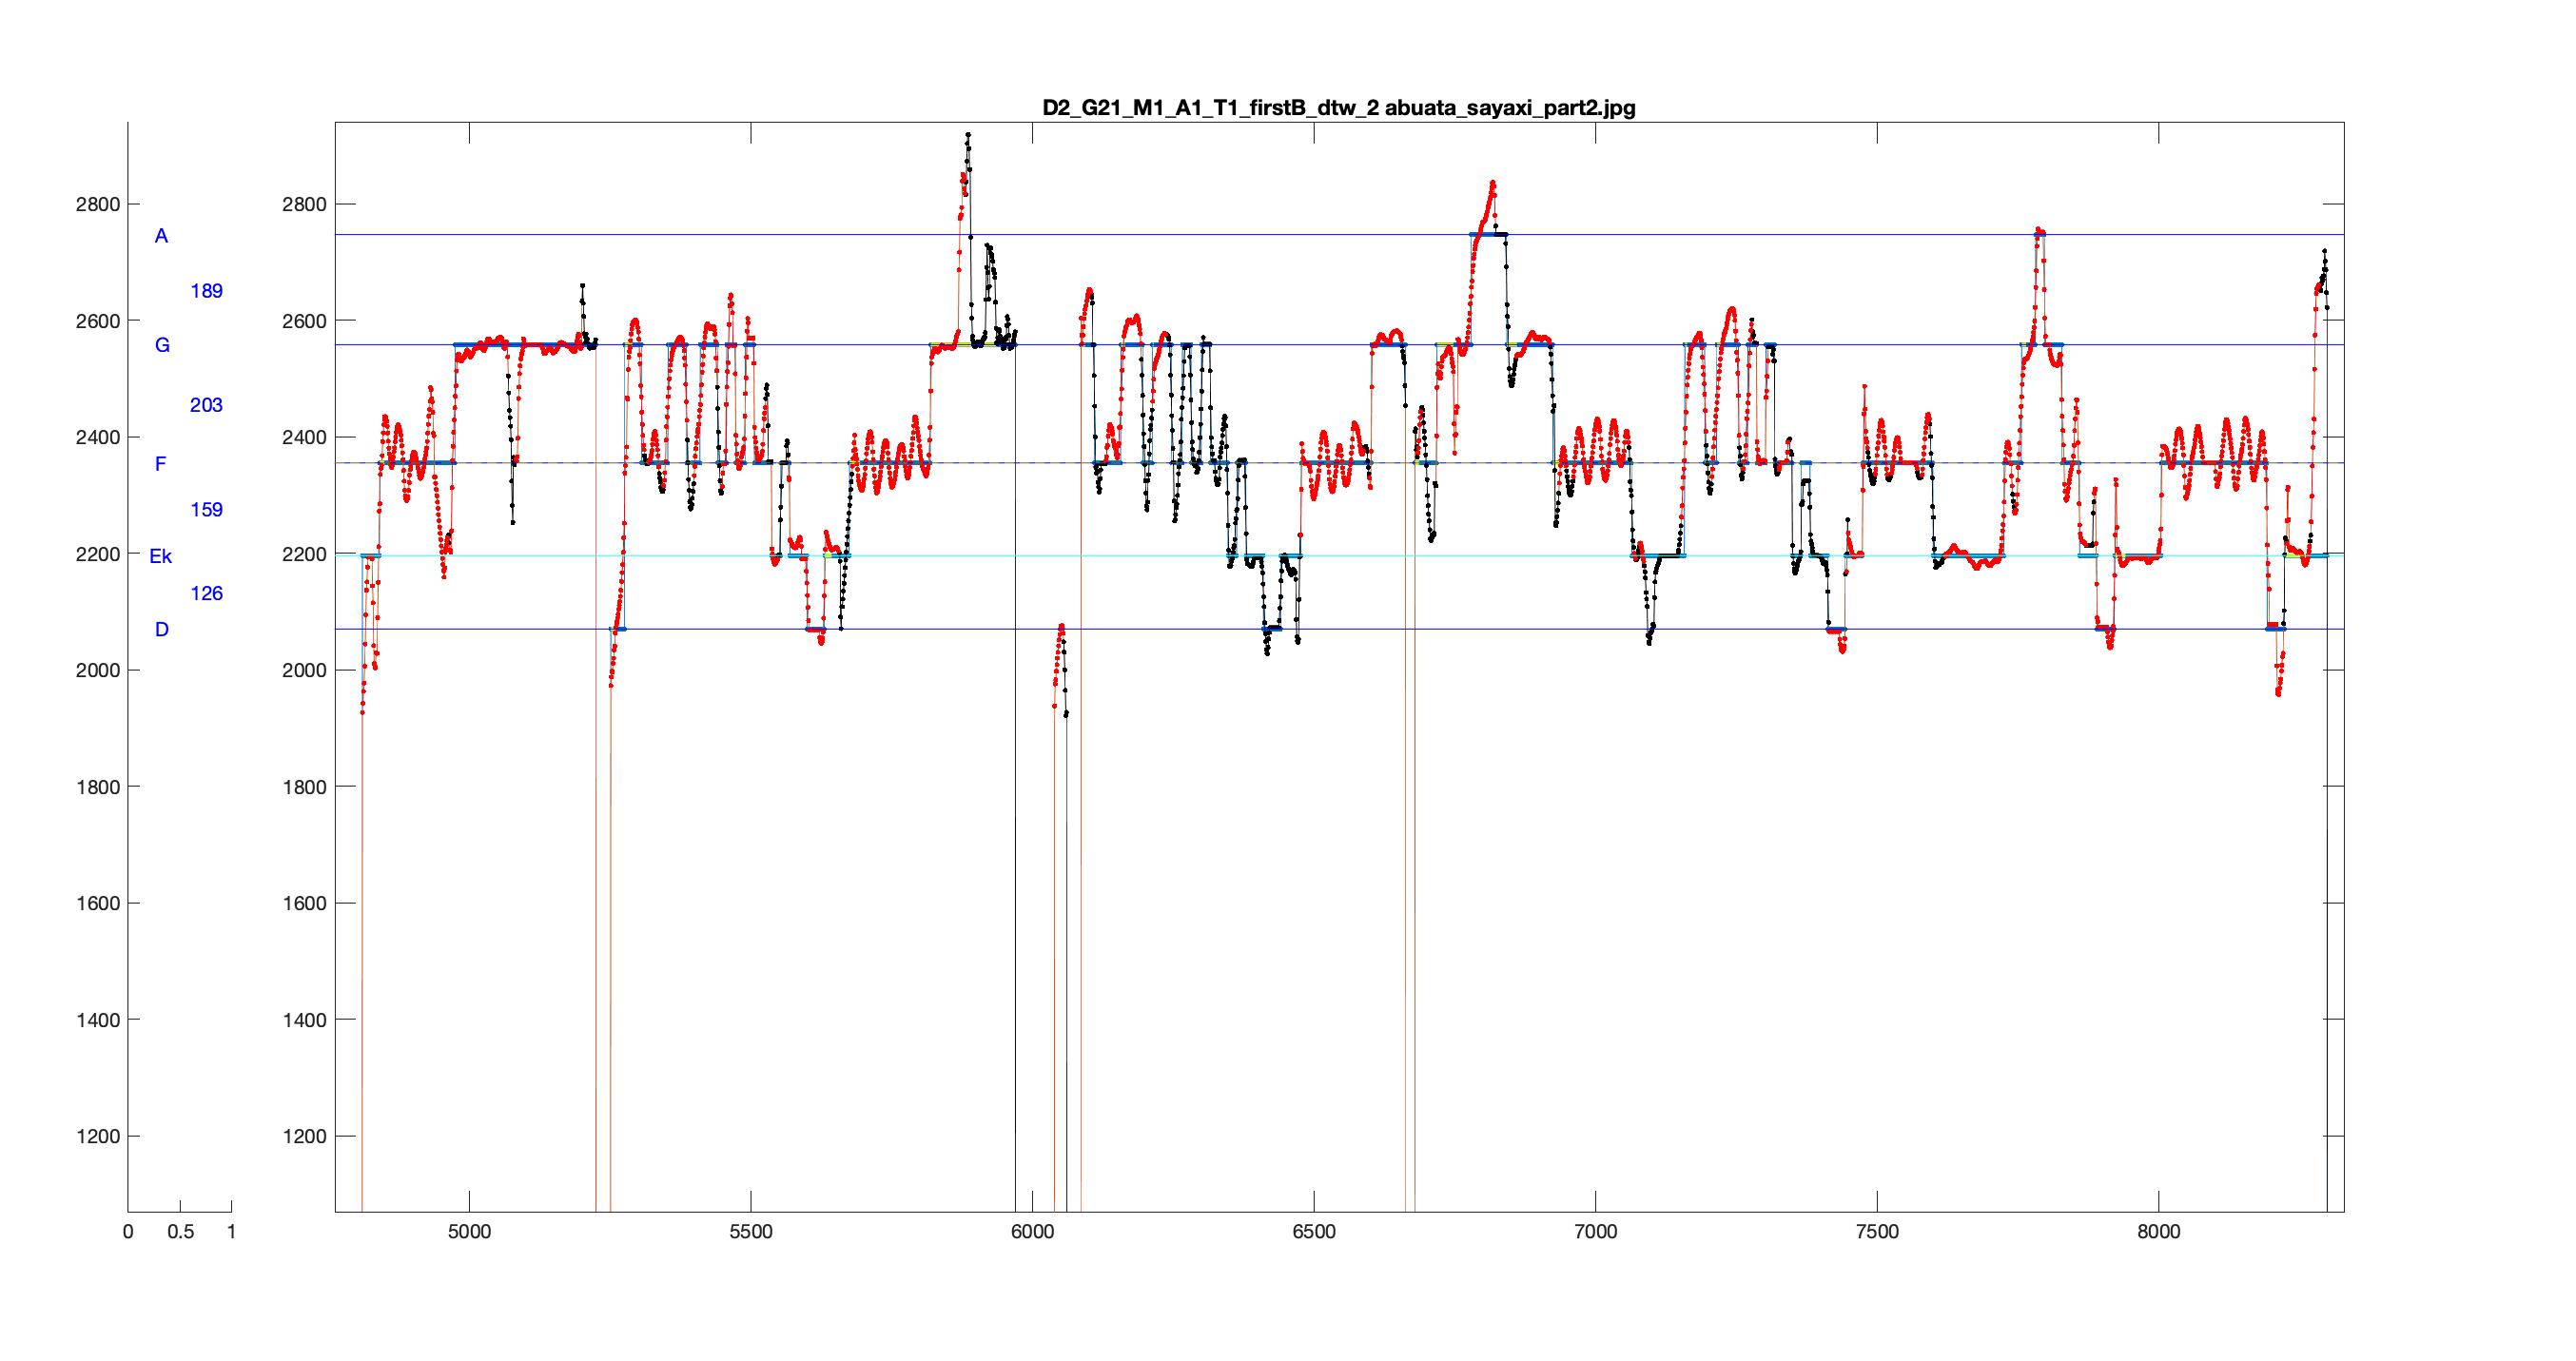 D2_G21_M1_A1_T1_firstB_dtw_2 abuata_sayaxi_part2.jpg
2800 2800
A
189
2600 2600
G
203
2400 2400
F
159
2200 Ek 2200
126
D
2000 2000
1800 1800
1600 1600
1400 1400
1200 1200
0 0.5 1 5000 5500 6000 6500 7000 7500 8000